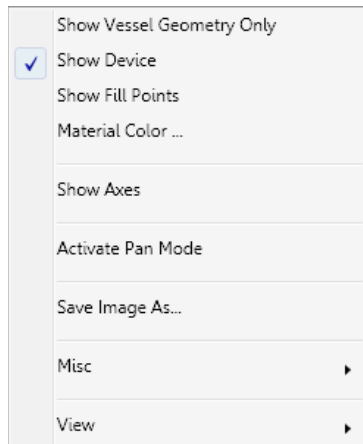 Show Vessel Geometry Only
Show Device
Show Fill Points
Material Color ...
Show Axes
Activate Pan Mode
Save Image As...
Misc
View